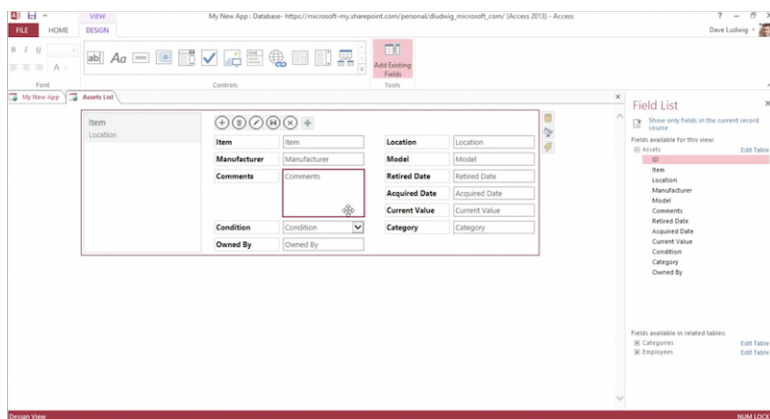 VIEW
My New App : Database- https://microsoft-my.sharepoint.com/personal/dludwig_microsoft_com/ (Access 2013) - Access
FILE HOME DESIGN
Dave Ludwig
B I U
ab| Aa
Add Existing
Fields
Font
Controls
Tools
My New App
Assets List
Item
Location
Item Item
Manufacturer Manufacturer
Comments Comments
Condition Condition
Owned By Owned By
Location Location
Model Model
Retired Date Retired Date
Acquired Date Acquired Date
Current Value Current Value
Category Category
Field List
Show only fields in the current record
source
Fields available for this view:
Assets Edit Table
ID
Item
Location
Manufacturer
Model
Comments
Retired Date
Acquired Date
Current Value
Condition
Category
Owned By
Fields available in related tables:
Categories Edit Table
Employees Edit Table
Design View
NUM LOCK